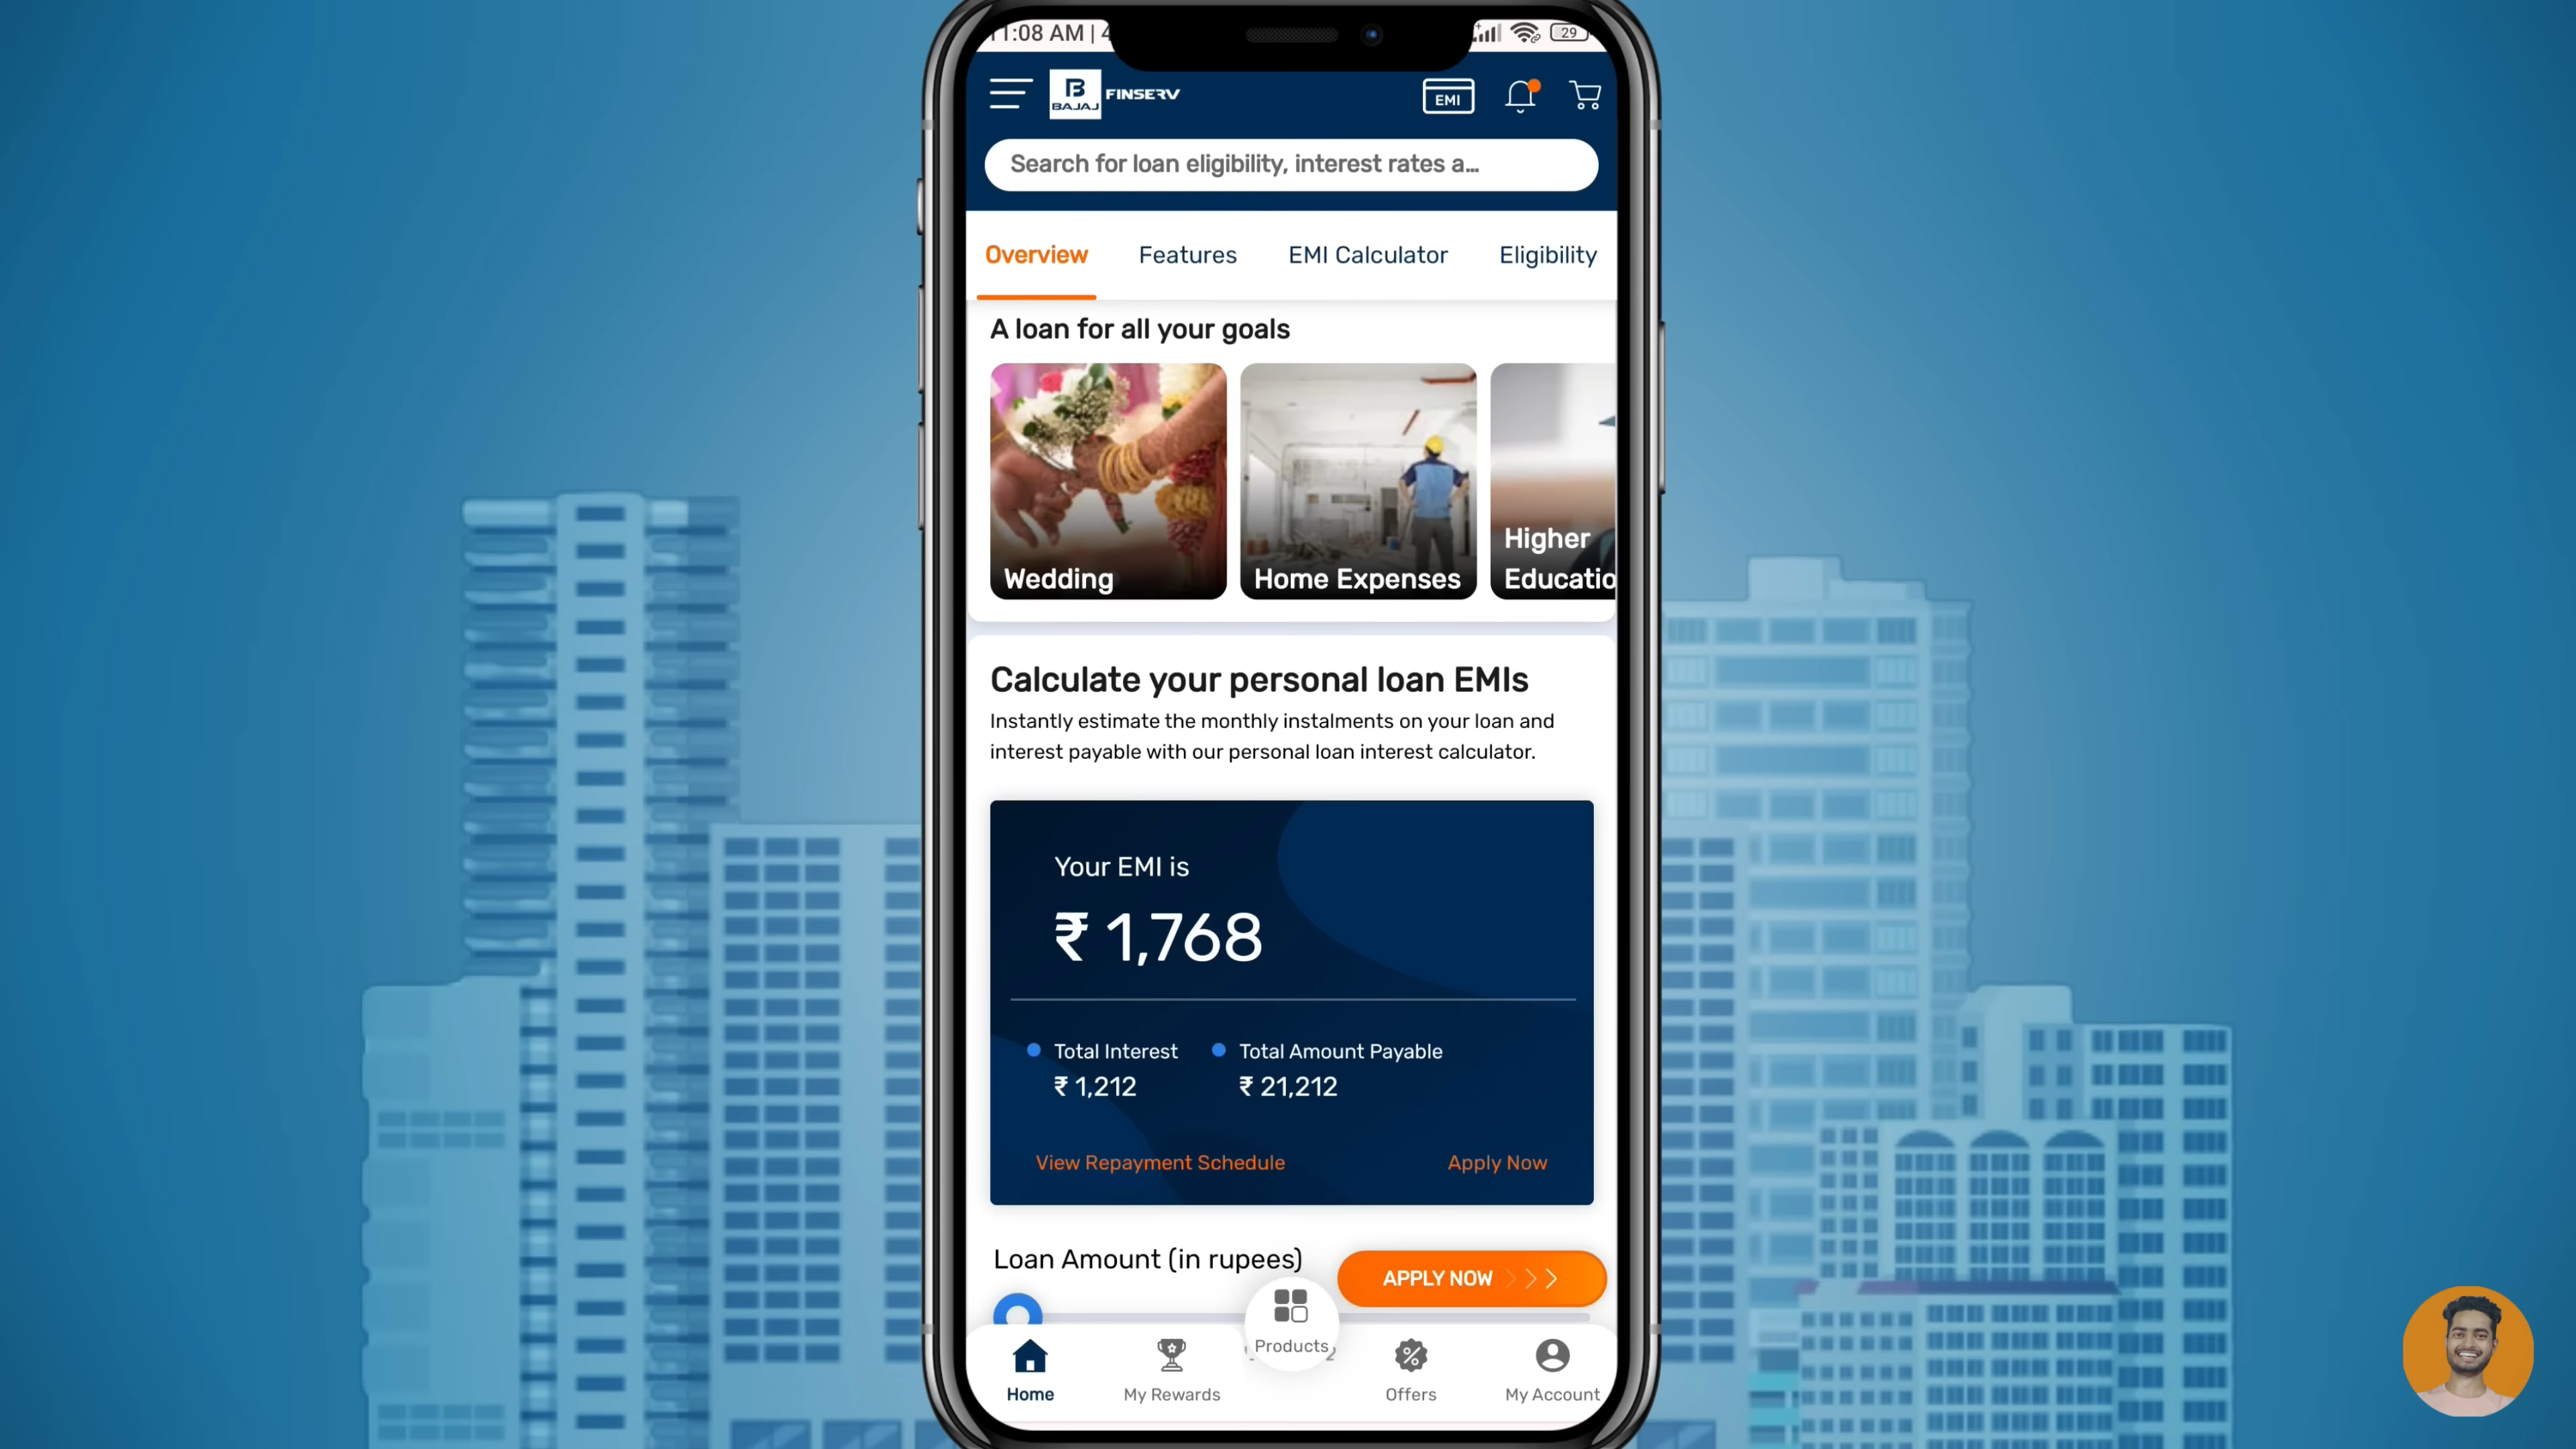 11:08 AM | 4
29
BAJAJ
FINSERV
EMI
Search for loan eligibility, interest rates a...
Overview
Features
EMI Calculator
Eligibility
A loan for all your goals
Wedding
Home Expenses
Higher
Educatio
Calculate your personal loan EMIs
Instantly estimate the monthly instalments on your loan and
interest payable with our personal loan interest calculator.
Your EMI is
₹ 1,768
Total Interest
Total Amount Payable
₹ 1,212
₹ 21,212
View Repayment Schedule
Apply Now
Loan Amount (in rupees)
APPLY NOW
Products
Home
My Rewards
Offers
My Account